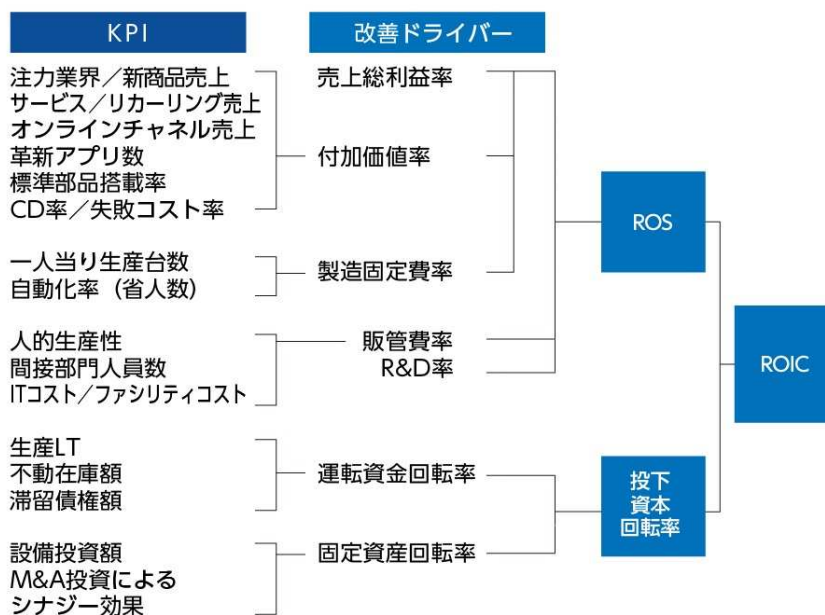 KPI
改善ドライバー
注力業界／新商品売上
サービス／リカーリング売上
オンラインチャネル売上
革新アプリ数
標準部品搭載率
CD率／失敗コスト率
売上総利益率
付加価値率
一人当り生産台数
自動化率（省人数）
製造固定費率
人的生産性
間接部門人員数
ITコスト／ファシリティコスト
販管費率
R&D率
生産LT
不動在庫額
滞留債権額
運転資金回転率
設備投資額
M&A投資による
シナジー効果
固定資産回転率
ROS
投下
資本
回転率
ROIC